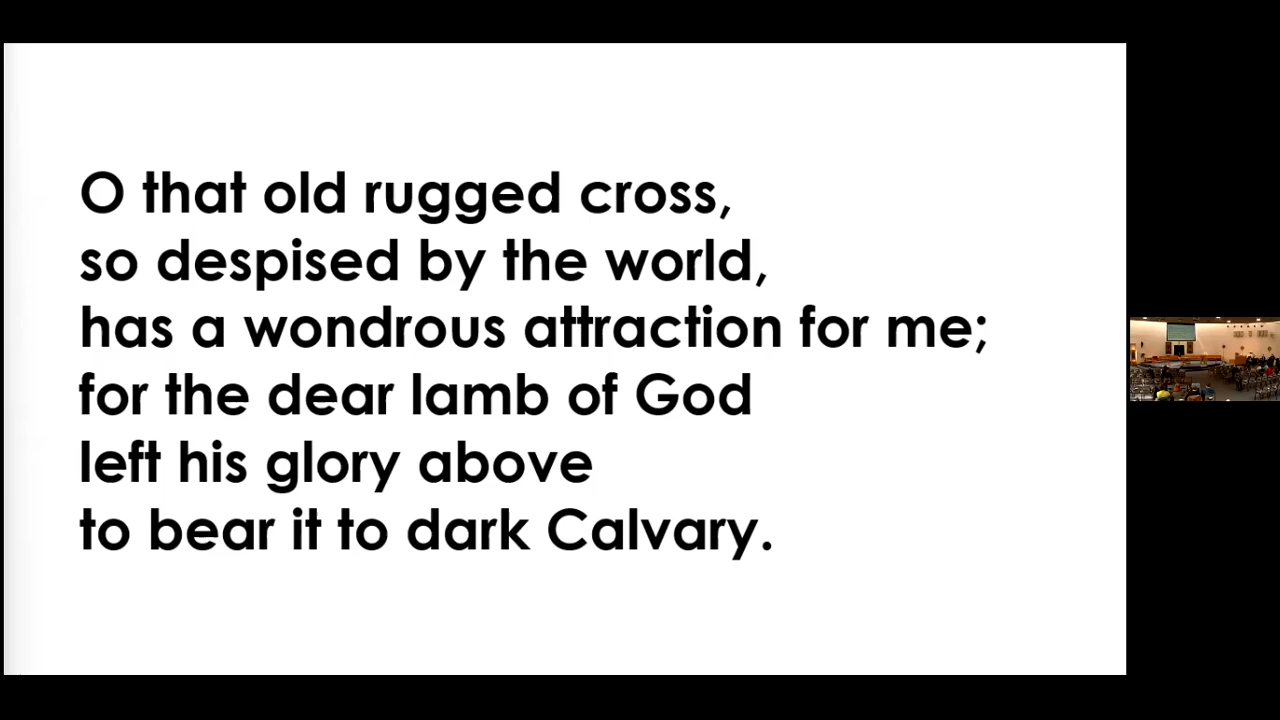 O that old rugged cross,
so despised by the world,
has a wondrous attraction for me;
for the dear lamb of God
left his glory above
to bear it to dark Calvary.